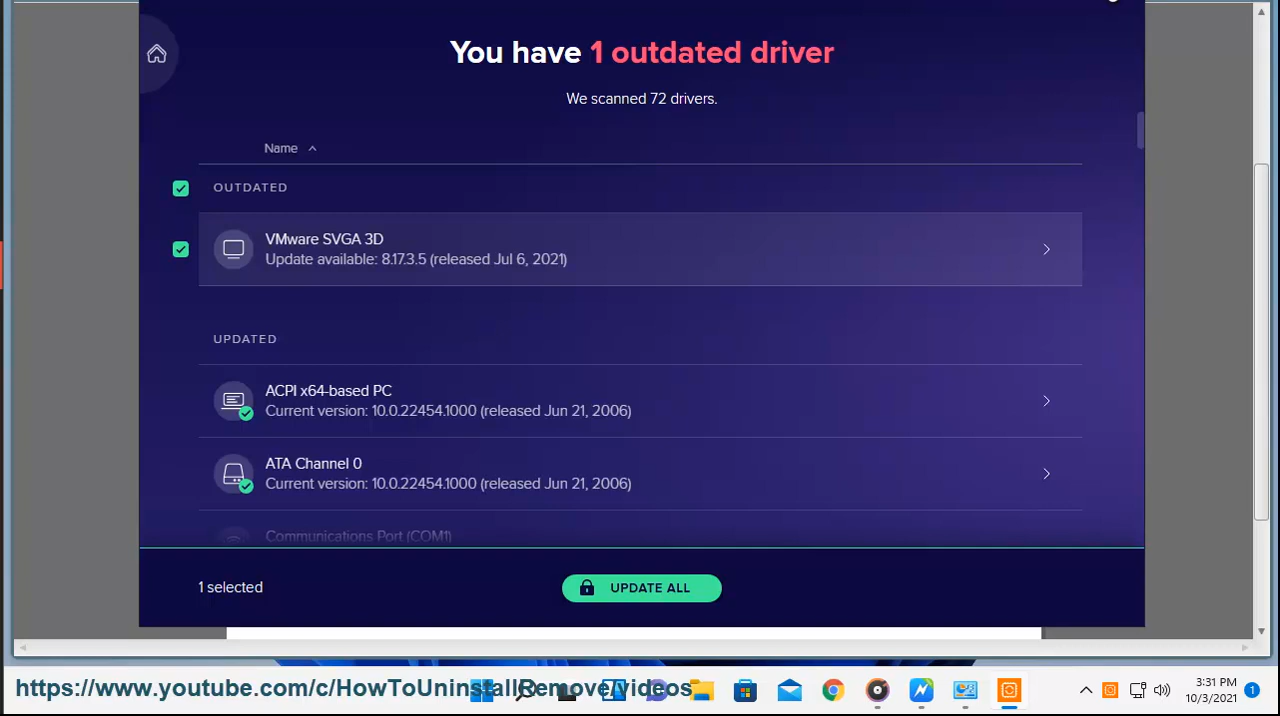 You have 1 outdated driver
We scanned 72 drivers.
Name
OUTDATED
VMware SVGA 3D
Update available: 8.17.3.5 (released Jul 6, 2021)
UPDATED
ACPI x64-based PC
Current version: 10.0.22454.1000 (released Jun 21, 2006)
ATA Channel 0
Current version: 10.0.22454.1000 (released Jun 21, 2006)
Communications Port (COM1)
1 selected
UPDATE ALL
https://www.youtube.com/c/HowToUninstallRemove/videos
3:31 PM
10/3/2021
1